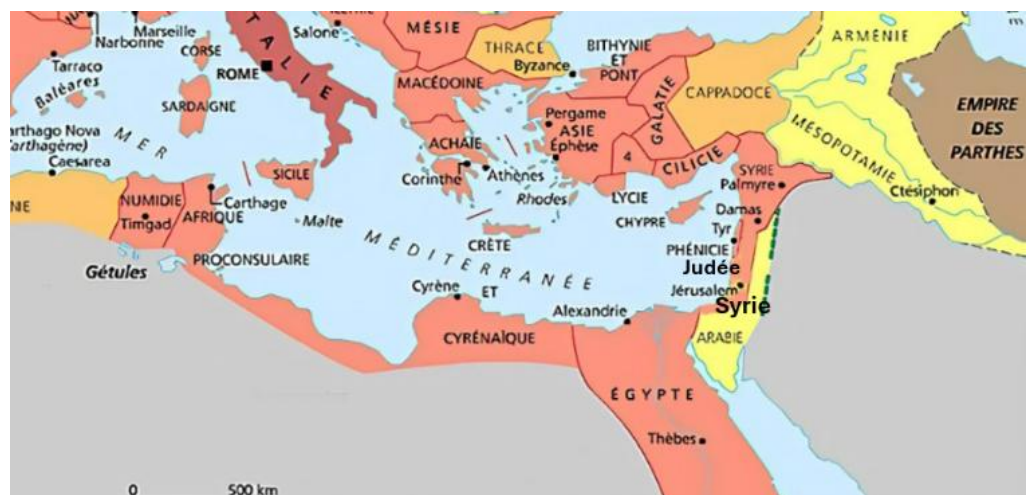 Marseille
Narbonne
Tarraco
Baléares
CORSE
ROME
ITALIE
SARDAIGNE
Salone
MÉSIE
THRACE
Byzance
BITHYNIE
ET
PONT
MACÉDOINE
GALATIE
CAPPADOCE
ARMÉNIE
MÉSOPOTAMIE
EMPIRE
DES
PARTHES
Ctésiphon
Pergame
ASIE
Éphèse
ACHAÏE
Corinthe
Athènes
Rhodes
4
LYCIE
CILICIE
SYRIE
Palmyre
CHYPRE
Damas
Tyr
PHÉNICIE
Judée
Jérusalem
Syrie
ARABIE
arthago Nova
arthagène)
Caesarea
MER
NIE
NUMIDIE
Timgad
AFRIQUE
PROCONSULAIRE
Carthage
SICILE
Malte
MÉDITERRANÉE
CRÈTE
Gétules
Cyrène
ET
CYRÉNAÏQUE
Alexandrie
ÉGYPTE
Thèbes
0 500 km